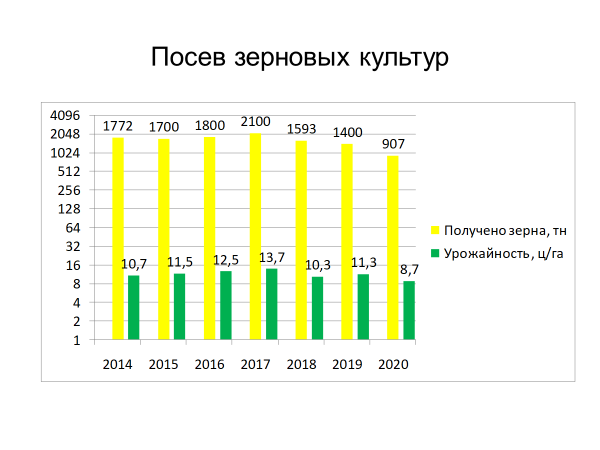 Посев зерновых культур
4096
2048
1024
512
256
128
64
32
16
8
4
2
1
1772 1700 1800 2100 1593 1400 907
10,7 11,5 12,5 13,7 10,3 11,3 8,7
2014 2015 2016 2017 2018 2019 2020
Получено зерна, тн
Урожайность, ц/га